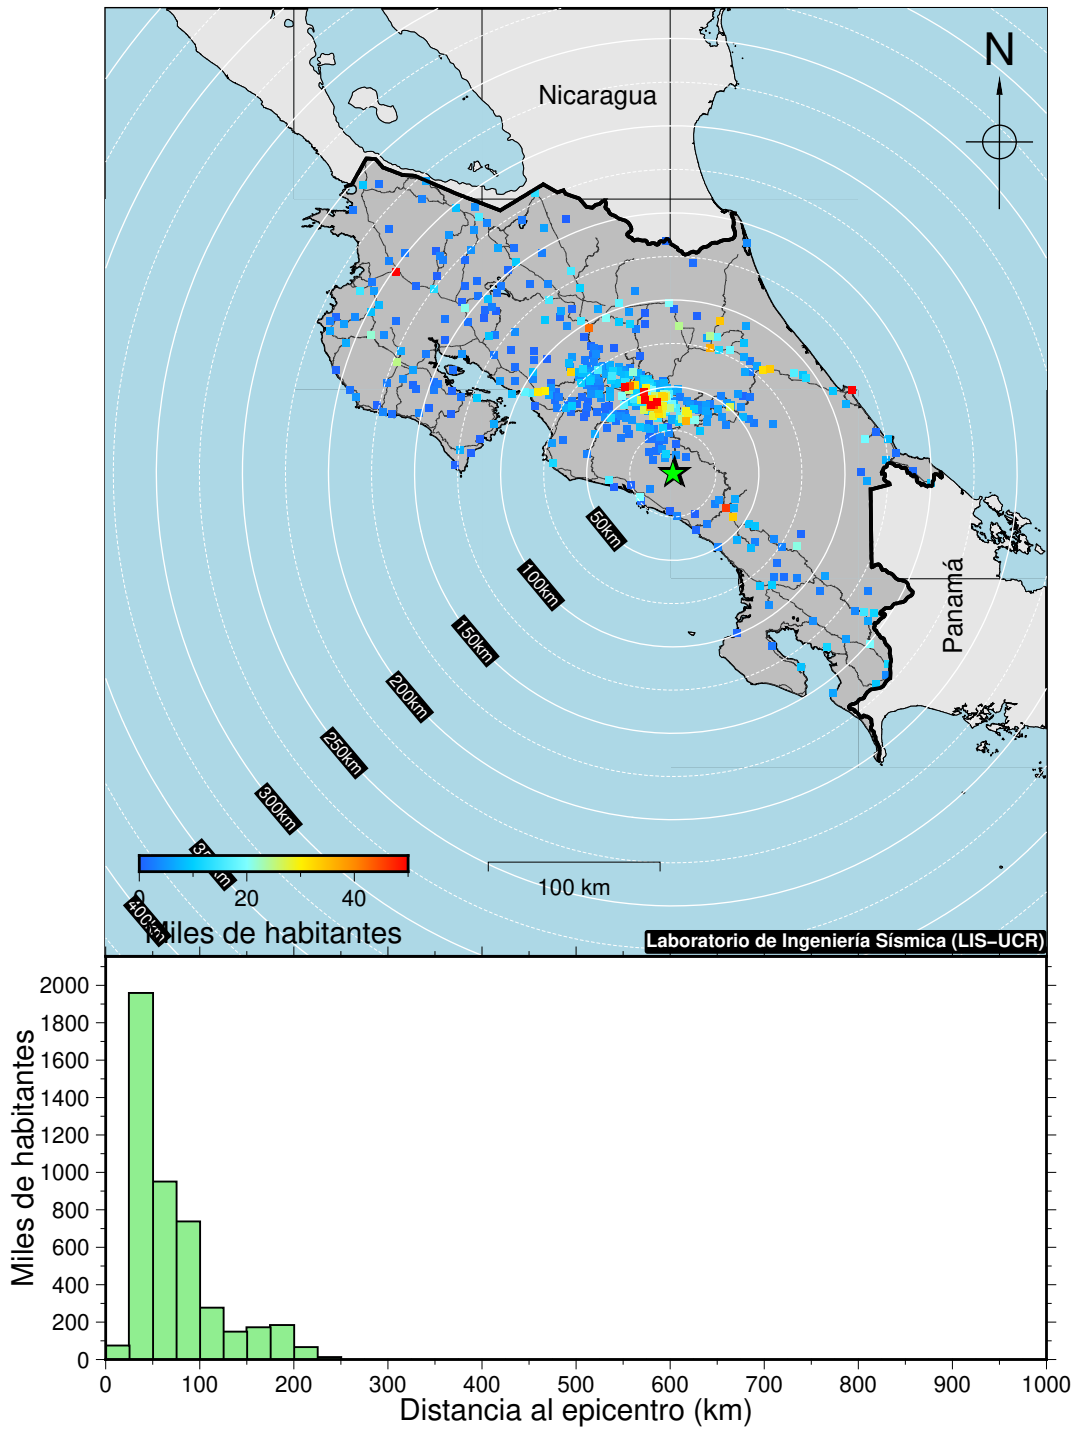 N
Nicaragua
Panamá
50km
100km
150km
200km
250km
300km
400km
0 20 40
Miles de habitantes
100 km
Laboratorio de Ingeniería Sísmica (LIS−UCR)
Miles de habitantes
2000
1800
1600
1400
1200
1000
800
600
400
200
0
0 100 200 300 400 500 600 700 800 900 1000
Distancia al epicentro (km)